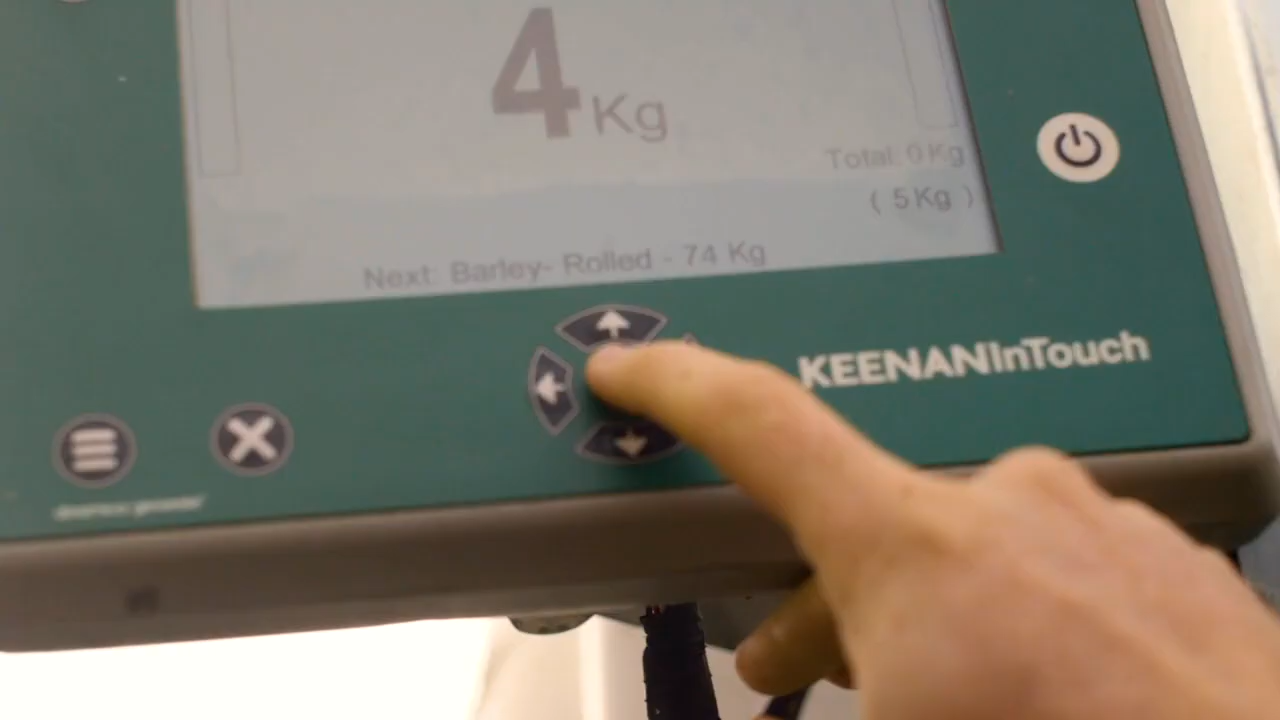 4 Kg
Total: 0 Kg
( 5 Kg )
Next: Barley- Rolled - 74 Kg
KEENANInTouch